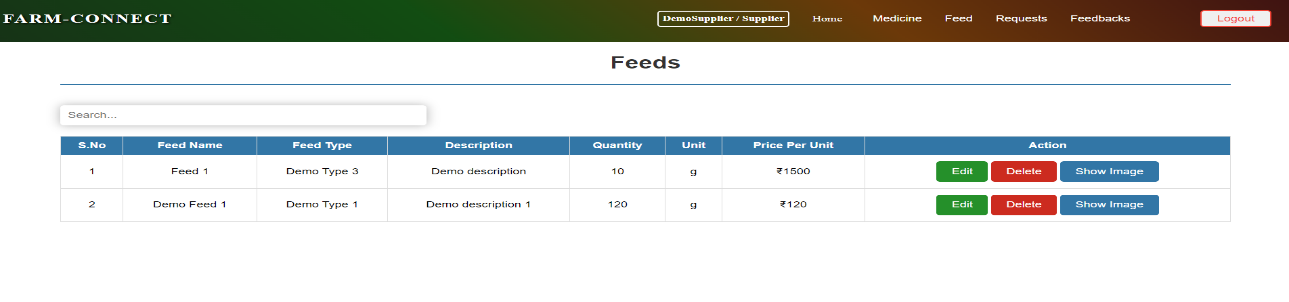 FARM-CONNECT DemoSupplier / Supplier Home Medicine Feed Requests Feedbacks Logout
Feeds
Search...
S.No Feed Name Feed Type Description Quantity Unit Price Per Unit Action
1 Feed 1 Demo Type 3 Demo description 10 g ₹1500 Edit Delete Show Image
2 Demo Feed 1 Demo Type 1 Demo description 1 120 g ₹120 Edit Delete Show Image